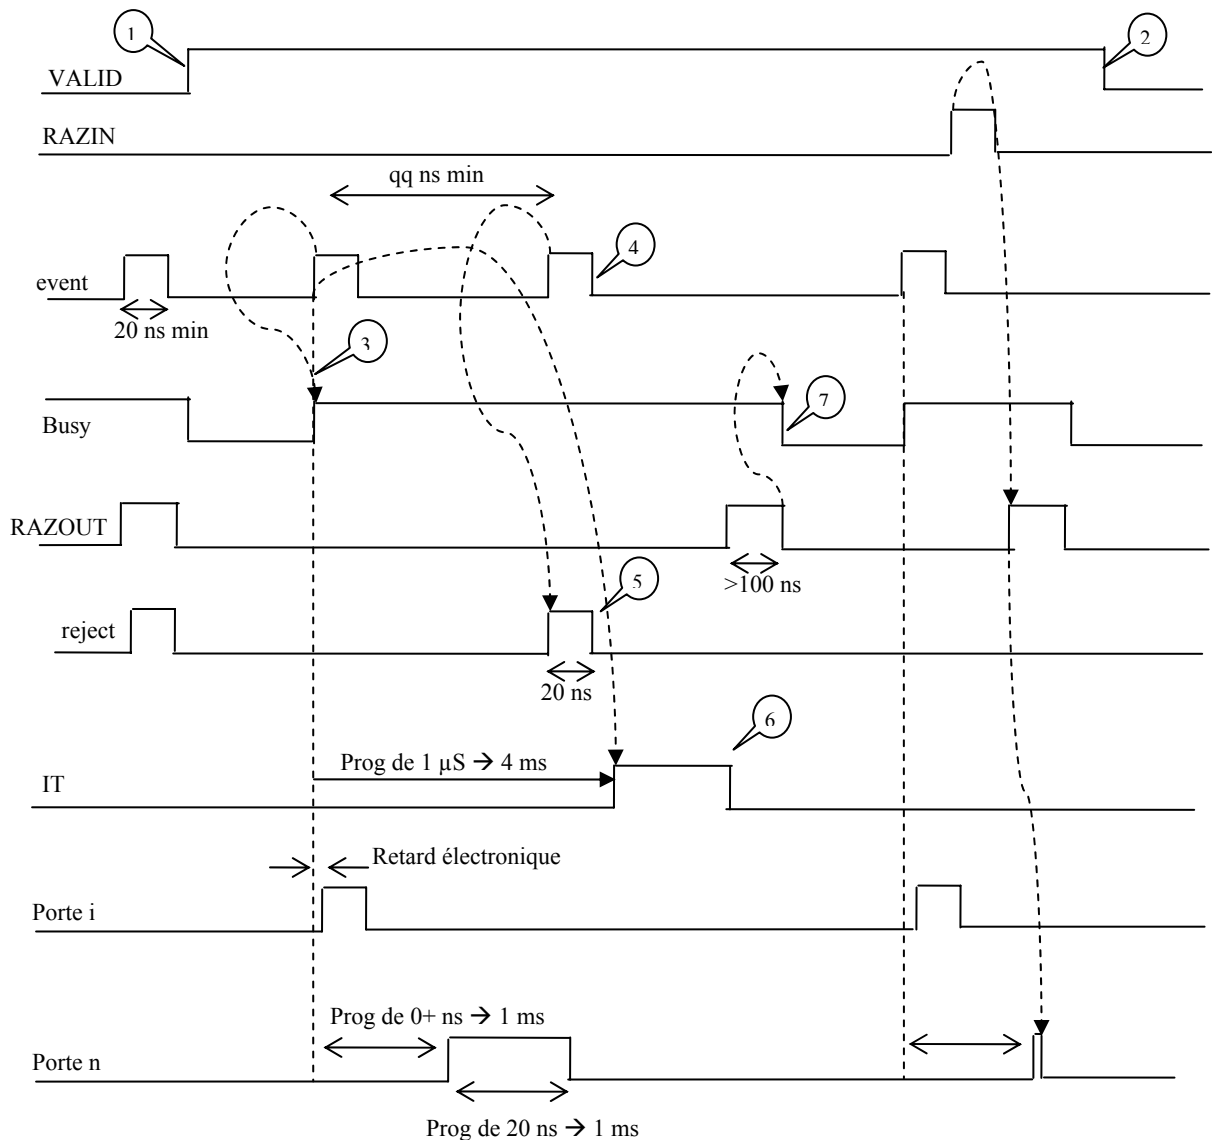 1
2
VALID
RAZIN
qq ns min
4
event
20 ns min
3
Busy
7
RAZOUT
>100 ns
5
reject
20 ns
6
Prog de 1 µS → 4 ms
IT
Retard électronique
Porte i
Prog de 0+ ns → 1 ms
Porte n
Prog de 20 ns → 1 ms